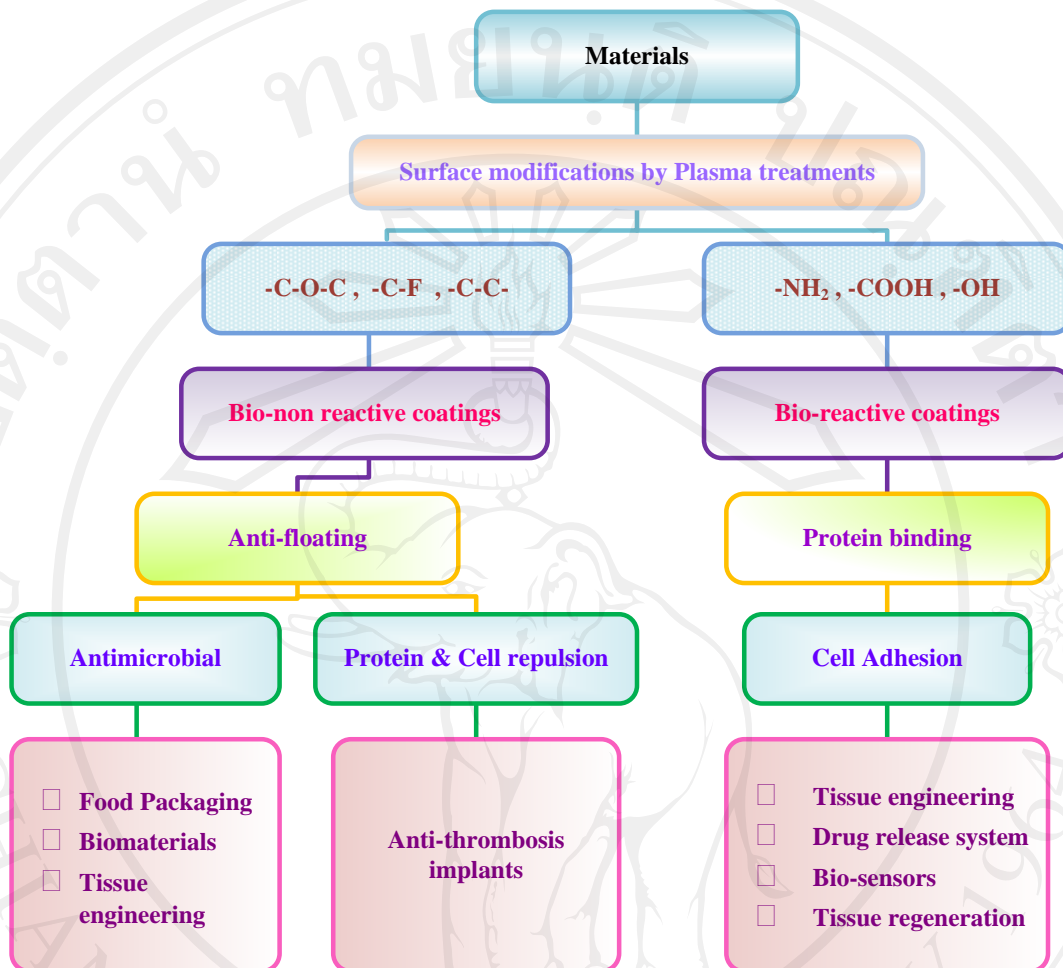 Materials
Surface modifications by Plasma treatments
-C-O-C , -C-F , -C-C-
-NH₂ , -COOH , -OH
Bio-non reactive coatings
Bio-reactive coatings
Anti-floating
Protein binding
Antimicrobial
Protein & Cell repulsion
Cell Adhesion
Food Packaging
Biomaterials
Tissue
engineering
Anti-thrombosis
implants
Tissue engineering
Drug release system
Bio-sensors
Tissue regeneration